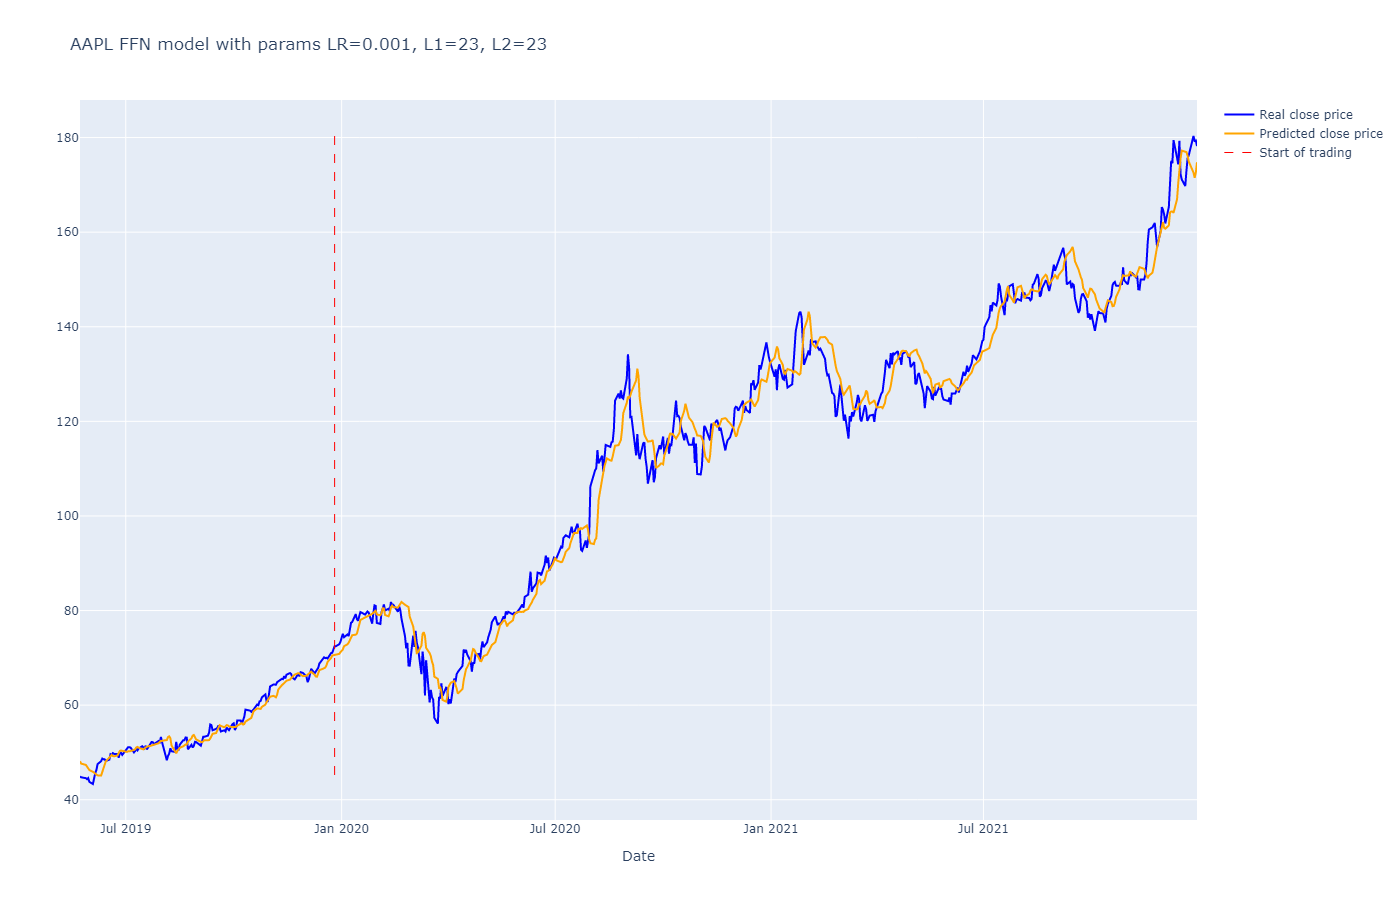 AAPL FFN model with params LR=0.001, L1=23, L2=23
Real close price
Predicted close price
Start of trading
180
160
140
120
100
80
60
40
Jul 2019
Jan 2020
Jul 2020
Jan 2021
Jul 2021
Date